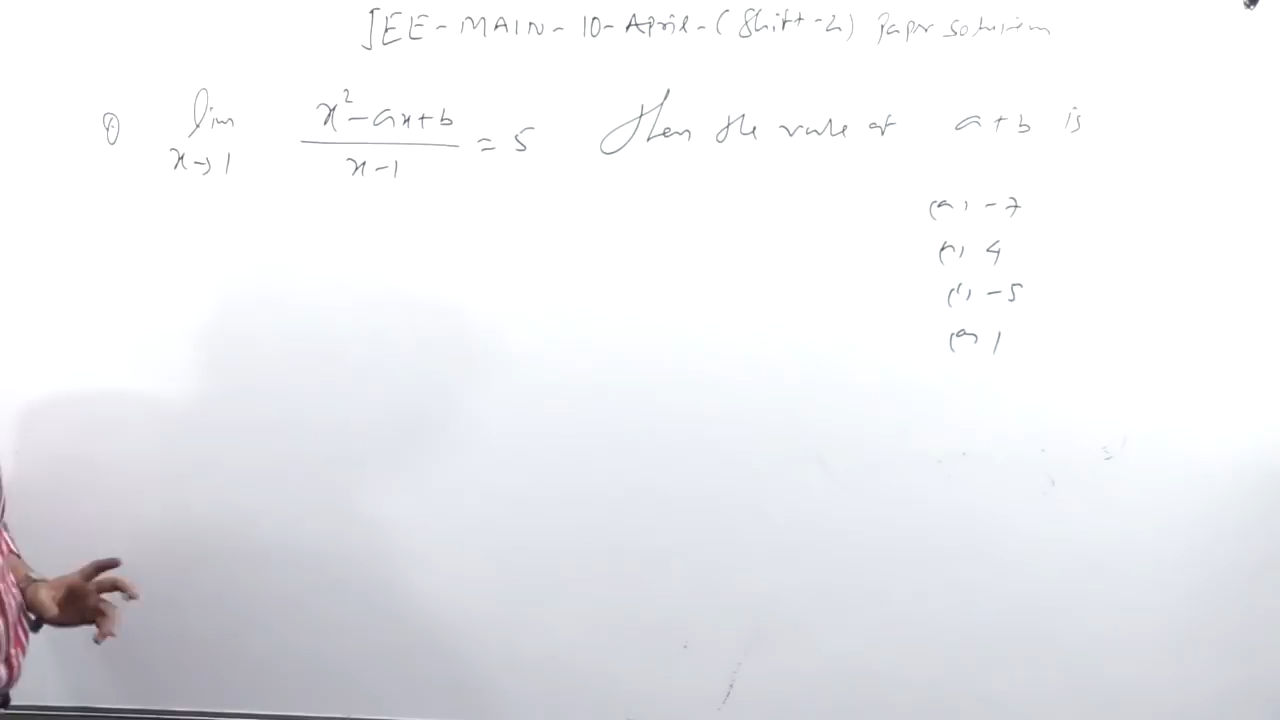 JEE-MAIN-10-April-(Shift-2) Paper solution
① lim x→1 x²-ax+b / x-1 = 5 then the value of a+b is
(a) -7
(b) 4
(c) -5
(d) 1